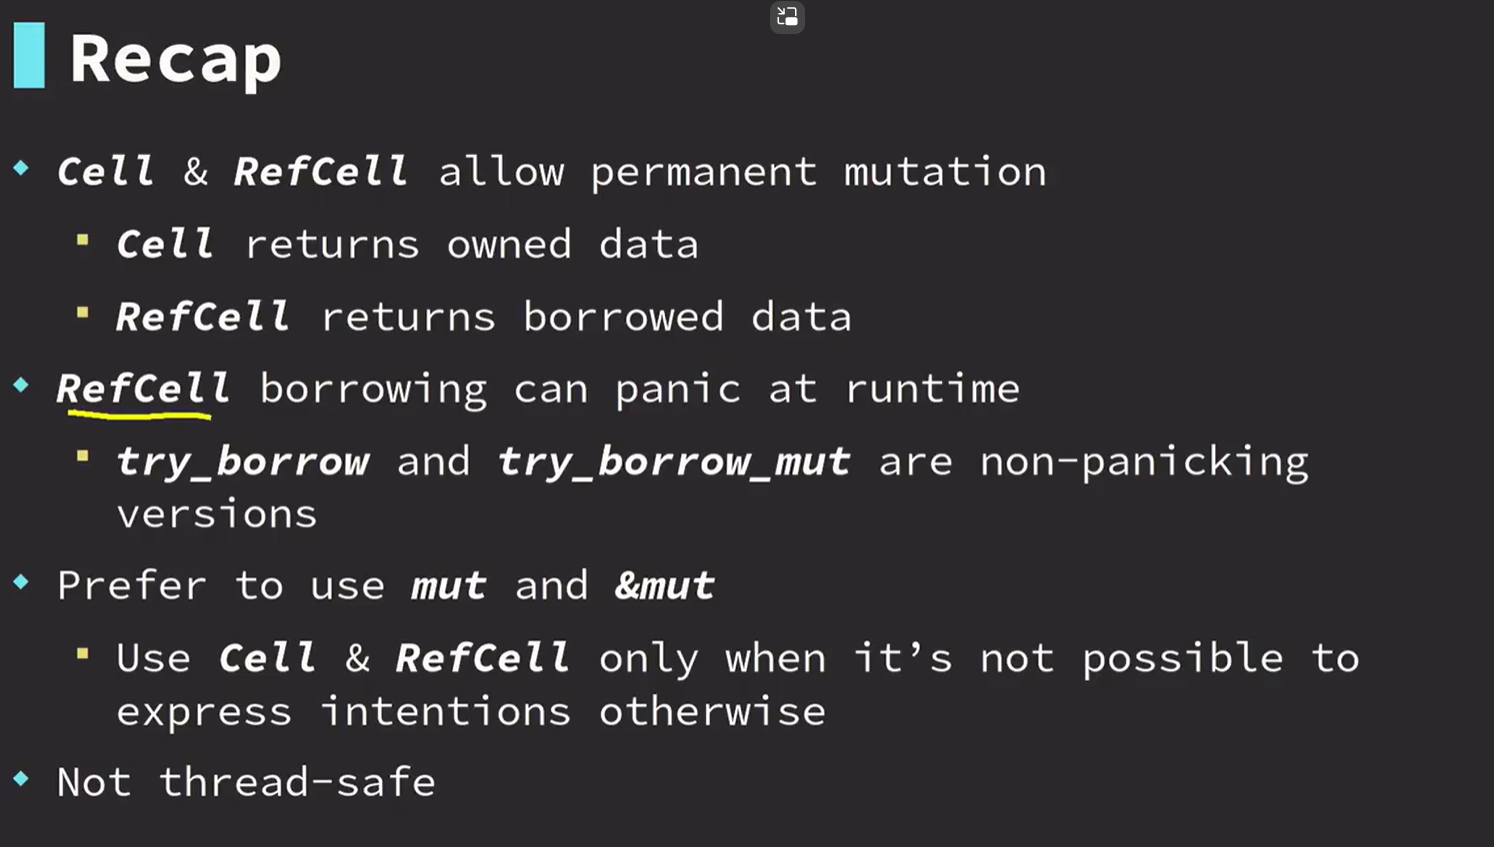 Recap
Cell & RefCell allow permanent mutation
Cell returns owned data
RefCell returns borrowed data
RefCell borrowing can panic at runtime
try_borrow and try_borrow_mut are non-panicking
versions
Prefer to use mut and &mut
Use Cell & RefCell only when it’s not possible to
express intentions otherwise
Not thread-safe